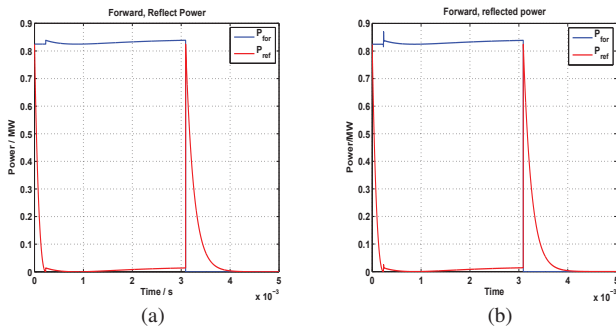 Forward, Reflect Power
0.9
0.8
0.7
0.6
0.5
0.4
0.3
0.2
0.1
0
Power / MW
P for
P ref
0 1 2 3 4 5
x 10⁻³
Time / s
(a)
Forward, reflected power
0.9
0.8
0.7
0.6
0.5
0.4
0.3
0.2
0.1
0
Power/MW
P for
P ref
0 1 2 3 4 5
x 10⁻³
Time
(b)